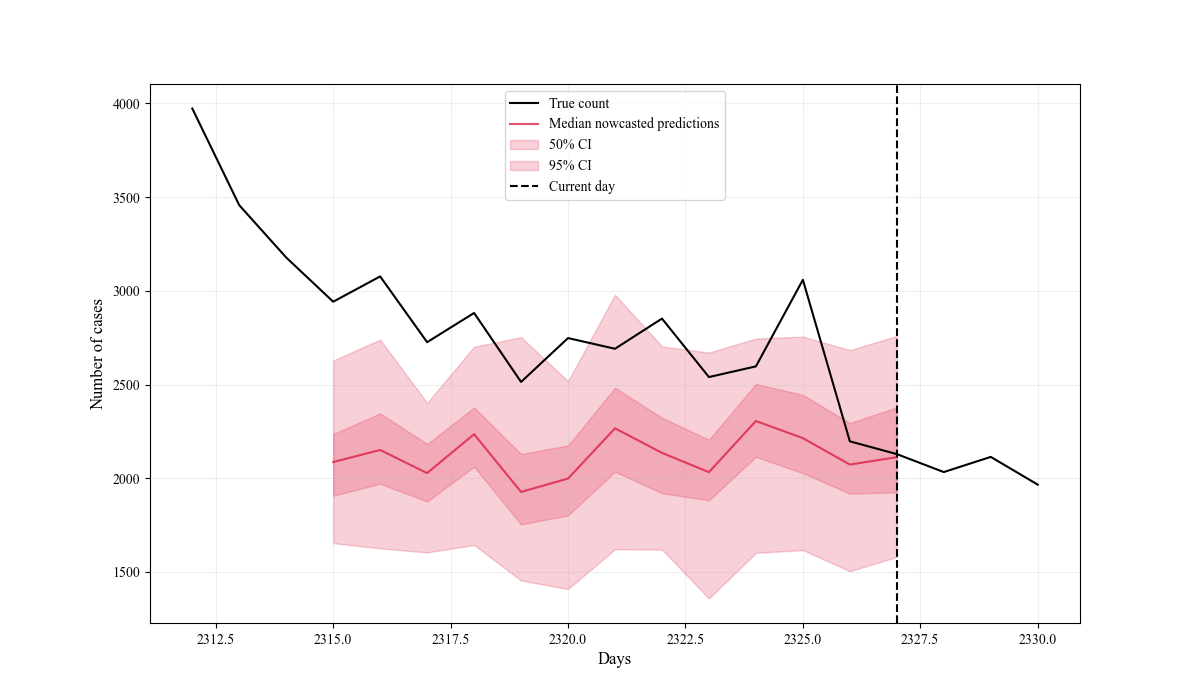 True count
Median nowcasted predictions
50% CI
95% CI
Current day
4000
3500
3000
2500
2000
1500
Number of cases
2312.5 2315.0 2317.5 2320.0 2322.5 2325.0 2327.5 2330.0
Days